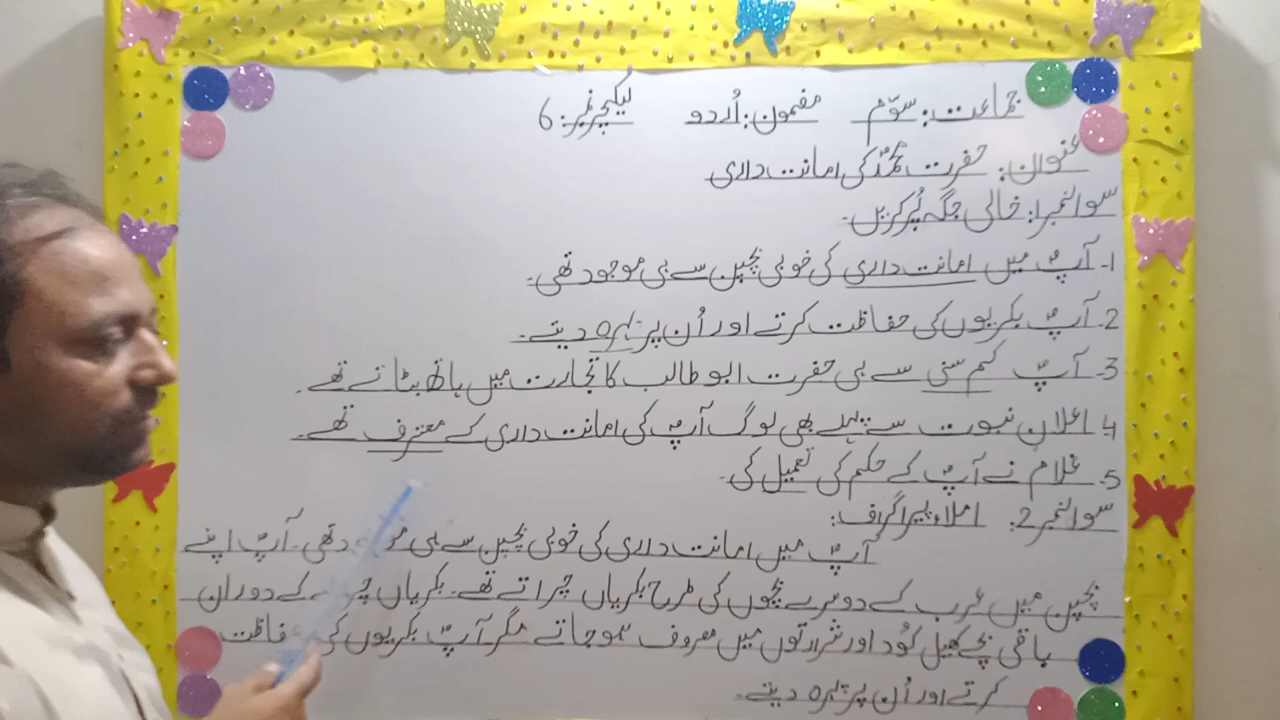 جماعت: سوّم مضمون: اُردو لیکچر نمبر: 6
عنوان: حضرت محمدؐ کی امانت داری
سوال نمبر 1: خالی جگہ پُر کریں۔
1۔ آپؐ میں امانت داری کی خوبی بچپن سے ہی موجود تھی۔
2۔ آپؐ بکریوں کی حفاظت کرتے اور اُن پر پہرہ دیتے۔
3۔ آپؐ کم سنی سے ہی حضرت ابو طالب کا تجارت میں ہاتھ بٹاتے تھے۔
4۔ اعلان نبوت سے پہلے بھی لوگ آپؐ کی امانت داری کے معترف تھے۔
5۔ غلام نے آپؐ کے حکم کی تعمیل کی۔
سوال نمبر 2: املاء پیراگراف:
آپؐ میں امانت داری کی خوبی بچپن سے ہی تھی۔ آپؐ اپنے
بچپن میں عرب کے دوسرے بچوں کی طرح بکریاں چراتے تھے۔ بکریاں کے دوران
باقی بچے کھیل کُود اور شرارتوں میں مصروف ہو جاتے مگر آپؐ بکریوں کی حفاظت
کرتے اور اُن پر پہرہ دیتے۔